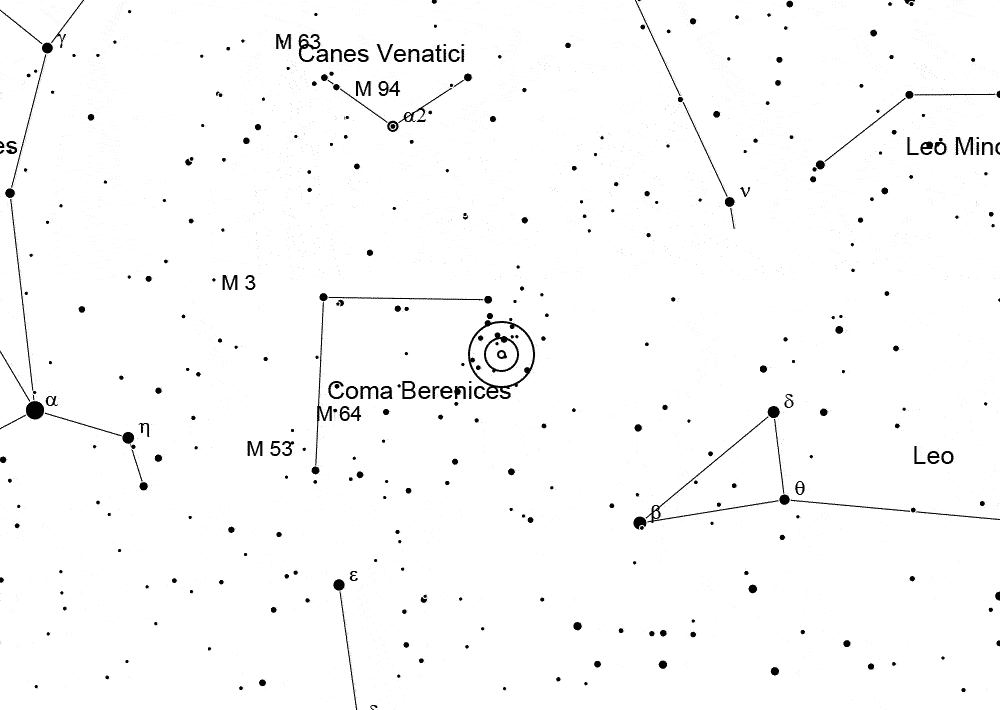 γ
M 63
Canes Venatici
M 94
α2
es
Leo Mino
ν
M 3
Coma Berenices
α
M 64
δ
η
M 53
Leo
θ
β
ε
δ